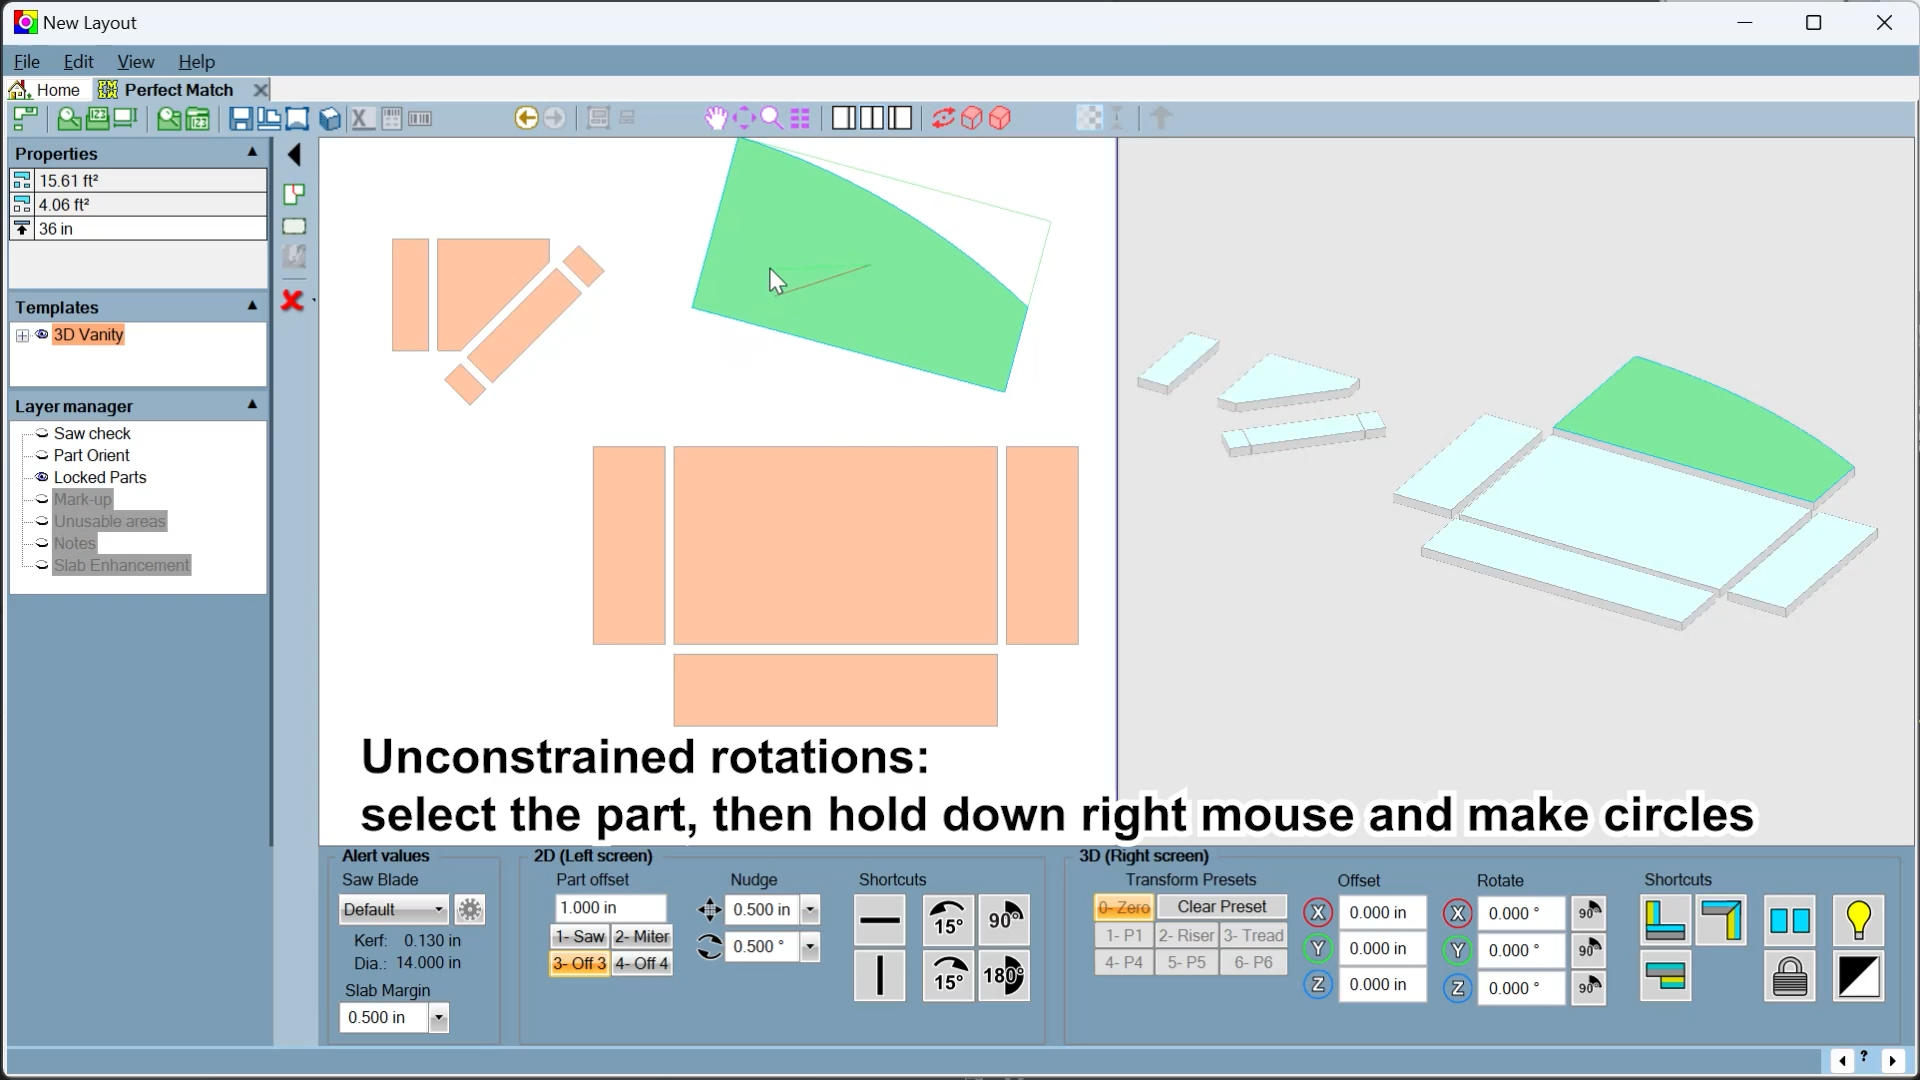 New Layout
File Edit View Help
Home Perfect Match
Properties
15.61 ft²
4.06 ft²
36 in
Templates
3D Vanity
Layer manager
Saw check
Part Orient
Locked Parts
Mark-up
Unusable areas
Notes
Slab Enhancement
Unconstrained rotations:
select the part, then hold down right mouse and make circles
Alert values
Saw Blade
Default
Kerf: 0.130 in
Dia.: 14.000 in
Slab Margin
0.500 in
2D (Left screen)
Part offset
1.000 in
1- Saw 2- Miter
3- Off 3 4- Off 4
Nudge
0.500 in
0.500 °
Shortcuts
15° 90°
15° 180°
3D (Right screen)
Transform Presets
0- Zero Clear Preset
1- P1 2- Riser 3- Tread
4- P4 5- P5 6- P6
Offset
X 0.000 in
Y 0.000 in
Z 0.000 in
Rotate
X 0.000 ° 90°
Y 0.000 ° 90°
Z 0.000 ° 90°
Shortcuts
?